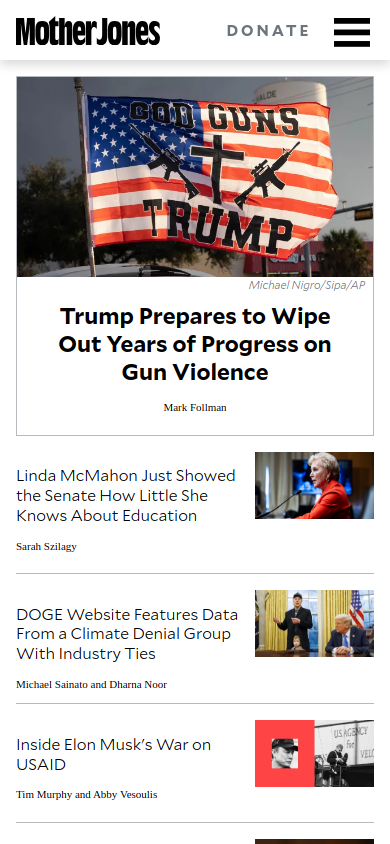 Mother Jones
DONATE
GOD GUNS
TRUMP
Michael Nigro/Sipa/AP
Trump Prepares to Wipe
Out Years of Progress on
Gun Violence
Mark Follman
Linda McMahon Just Showed
the Senate How Little She
Knows About Education
Sarah Szilagy
DOGE Website Features Data
From a Climate Denial Group
With Industry Ties
Michael Sainato and Dharna Noor
Inside Elon Musk's War on
USAID
Tim Murphy and Abby Vesoulis
U.S. AGENCY
for